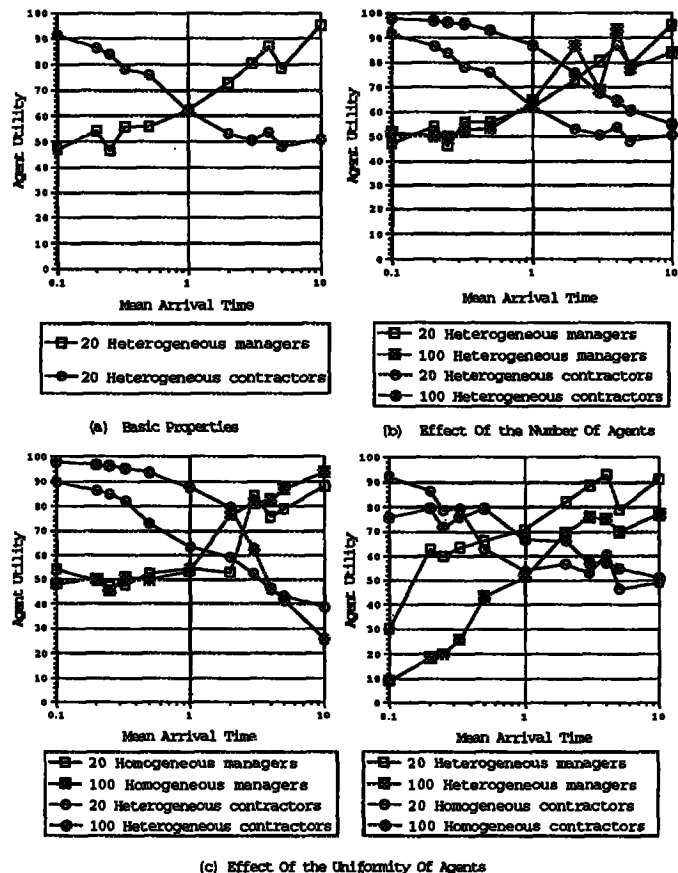 100
90
80
70
60
50
40
30
20
10
0
Agent Utility
0.1 1 10
Mean Arrival Time
20 Heterogeneous managers
20 Heterogeneous contractors
(a) Basic Properties
100
90
80
70
60
50
40
30
20
10
0
Agent Utility
0.1 1 10
Mean Arrival Time
20 Heterogeneous managers
100 Heterogeneous managers
20 Heterogeneous contractors
100 Heterogeneous contractors
(b) Effect Of the Number Of Agents
100
90
80
70
60
50
40
30
20
10
0
Agent Utility
0.1 1 10
Mean Arrival Time
20 Homogeneous managers
100 Homogeneous managers
20 Heterogeneous contractors
100 Heterogeneous contractors
100
90
80
70
60
50
40
30
20
10
0
Agent Utility
0.1 1 10
Mean Arrival Time
20 Heterogeneous managers
100 Heterogeneous managers
20 Homogeneous contractors
100 Homogeneous contractors
(c) Effect Of the Uniformity Of Agents